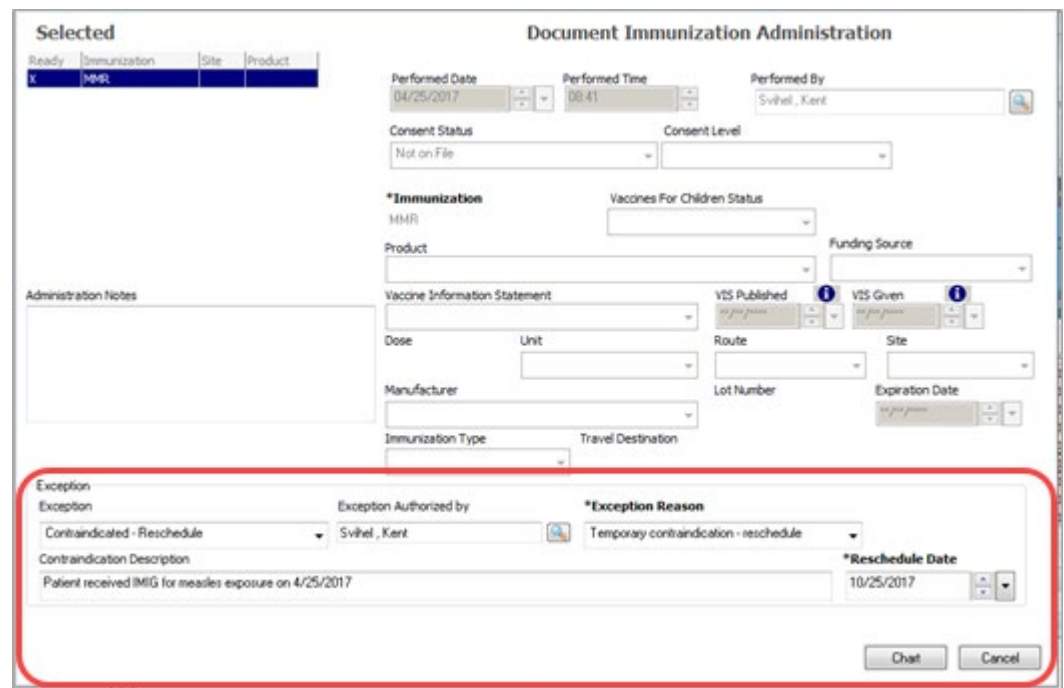 Selected
Document Immunization Administration
Ready Immunization Site Product
X MMR
Performed Date Performed Time Performed By
04/25/2017 08:41 Svihel , Kent
Consent Status Consent Level
Not on File
*Immunization Vaccines For Children Status
MMR
Product Funding Source
Administration Notes Vaccine Information Statement VIS Published i VIS Given i
**/**/**** **/**/****
Dose Unit Route Site
Manufacturer Lot Number Expiration Date
**/**/****
Immunization Type Travel Destination
Exception
Exception Exception Authorized by *Exception Reason
Contraindicated - Reschedule Svihel , Kent Temporary contraindication - reschedule
Contraindication Description *Reschedule Date
Patient received IMIG for measles exposure on 4/25/2017 10/25/2017
Chart Cancel